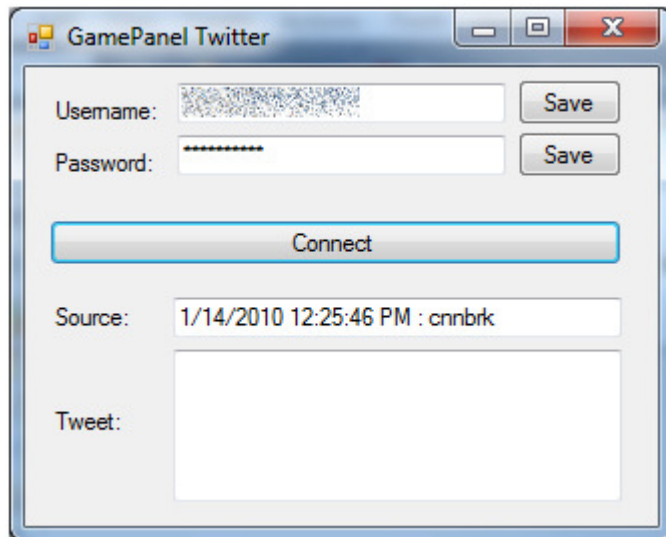 GamePanel Twitter
Username:
Save
Password: **********
Save
Connect
Source: 1/14/2010 12:25:46 PM : cnnbrk
Tweet: